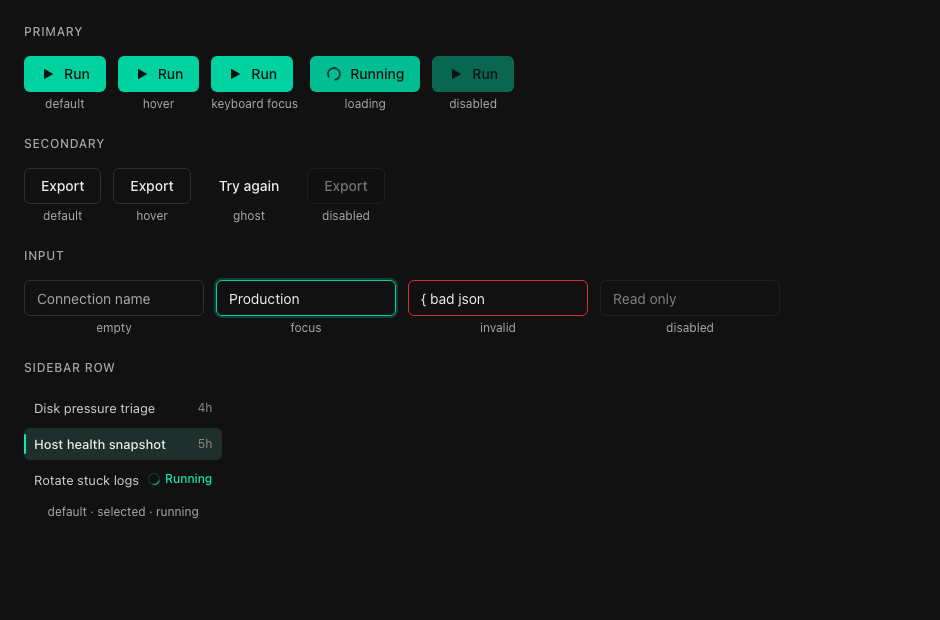 PRIMARY
Run Run Run Running Run
default hover keyboard focus loading disabled
SECONDARY
Export Export Try again Export
default hover ghost disabled
INPUT
Connection name Production { bad json Read only
empty focus invalid disabled
SIDEBAR ROW
Disk pressure triage 4h
Host health snapshot 5h
Rotate stuck logs Running
default · selected · running